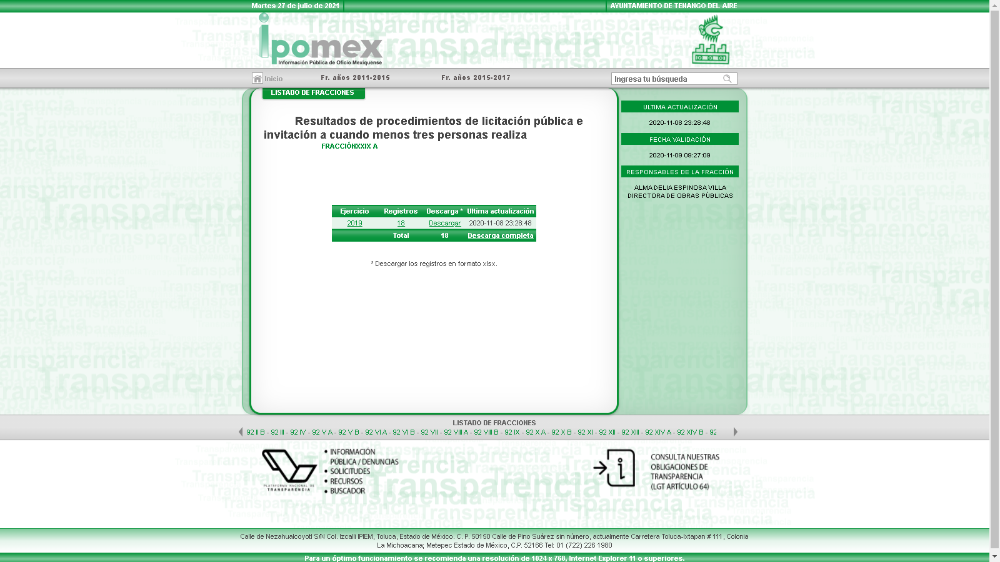 Martes 27 de julio de 2021
AYUNTAMIENTO DE TENANGO DEL AIRE
ipomex
Información Pública de Oficio Mexiquense
Inicio
Fr. años 2011-2015
Fr. años 2015-2017
Ingresa tu búsqueda
LISTADO DE FRACCIONES
Resultados de procedimientos de licitación pública e
invitación a cuando menos tres personas realiza
FRACCIÓNXXIX A
Ejercicio Registros Descarga * Ultima actualización
2019 18 Descargar 2020-11-08 23:28:48
Total 18 Descarga completa
* Descargar los registros en formato xlsx.
ULTIMA ACTUALIZACIÓN
2020-11-08 23:28:48
FECHA VALIDACIÓN
2020-11-09 09:27:09
RESPONSABLES DE LA FRACCIÓN
ALMA DELIA ESPINOSA VILLA
DIRECTORA DE OBRAS PÚBLICAS
LISTADO DE FRACCIONES
92 II B - 92 III - 92 IV - 92 V A - 92 V B - 92 VI A - 92 VI B - 92 VII - 92 VIII A - 92 VIII B - 92 IX - 92 X A - 92 X B - 92 XI - 92 XII - 92 XIII - 92 XIV A - 92 XIV B - 92
PLATAFORMA NACIONAL DE
TRANSPARENCIA
• INFORMACIÓN
PÚBLICA / DENUNCIAS
• SOLICITUDES
• RECURSOS
• BUSCADOR
CONSULTA NUESTRAS
OBLIGACIONES DE
TRANSPARENCIA
(LGT ARTÍCULO 64)
Calle de Nezahualcoyotl S/N Col. Izcalli IPIEM, Toluca, Estado de México. C. P. 50150 Calle de Pino Suárez sin número, actualmente Carretera Toluca-Ixtapan # 111, Colonia
La Michoacana; Metepec Estado de México, C.P. 52166 Tel: 01 (722) 226 1980
Para un óptimo funcionamiento se recomienda una resolución de 1024 x 768, Internet Explorer 11 o superiores.